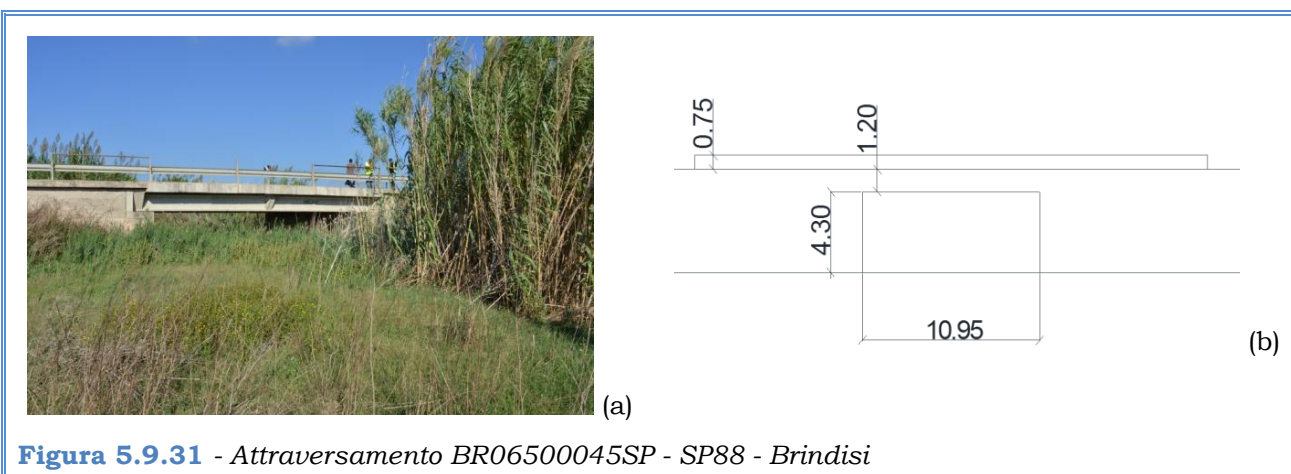 0.75
1.20
4.30
10.95
(a)
(b)
Figura 5.9.31 - Attraversamento BR06500045SP - SP88 - Brindisi